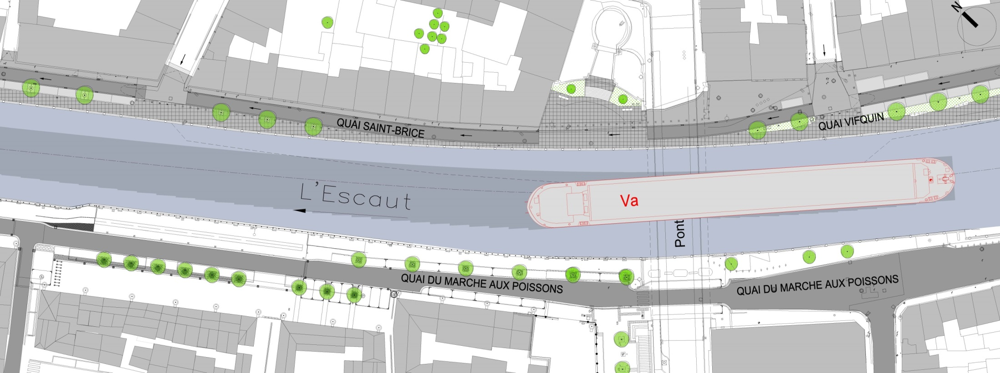 N
QUAI SAINT-BRICE
QUAI VIFQUIN
L'Escaut
Va
Pont
QUAI DU MARCHE AUX POISSONS
QUAI DU MARCHE AUX POISSONS